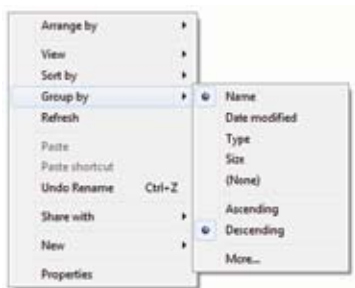 Arrange by
View
Sort by
Group by
Refresh
Paste
Paste shortcut
Undo Rename Ctrl+Z
Share with
New
Properties
Name
Date modified
Type
Size
(None)
Ascending
Descending
More...